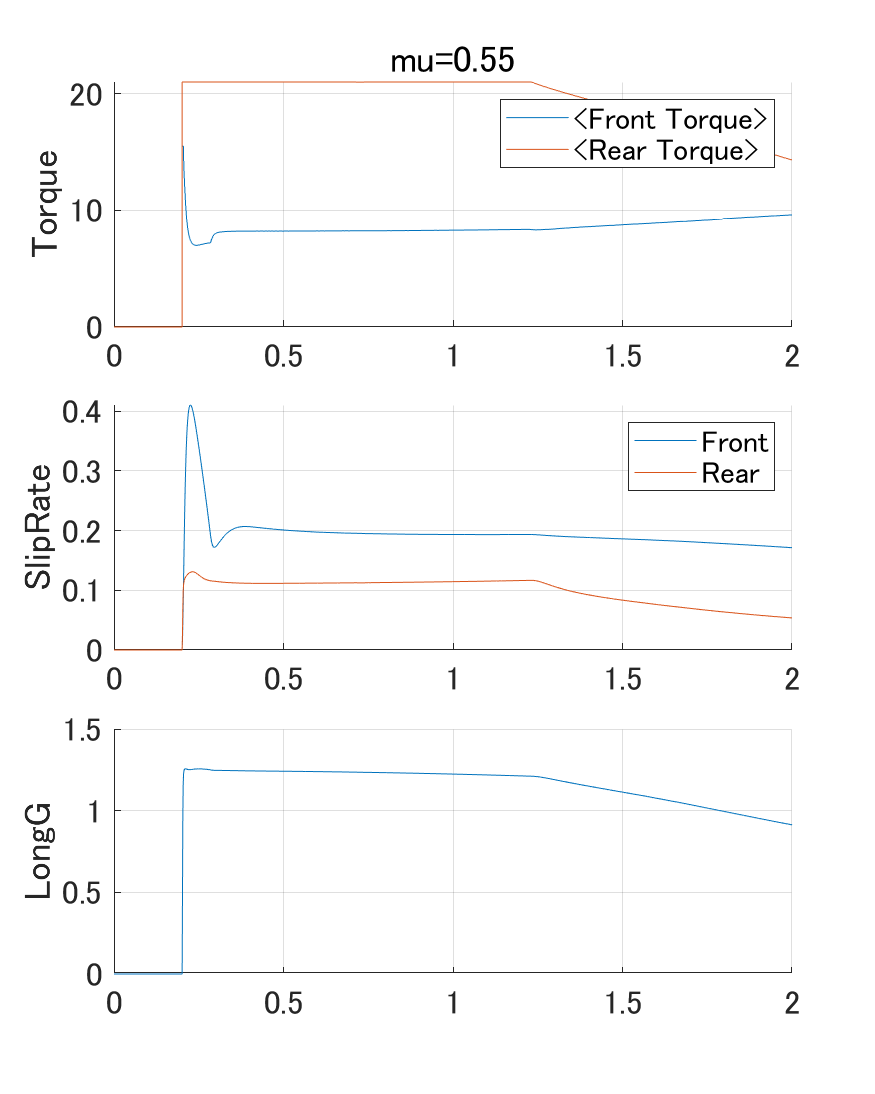 mu=0.55
Torque
20
10
0
<Front Torque>
<Rear Torque>
0 0.5 1 1.5 2
SlipRate
0.4
0.3
0.2
0.1
0
Front
Rear
0 0.5 1 1.5 2
LongG
1.5
1
0.5
0
0 0.5 1 1.5 2